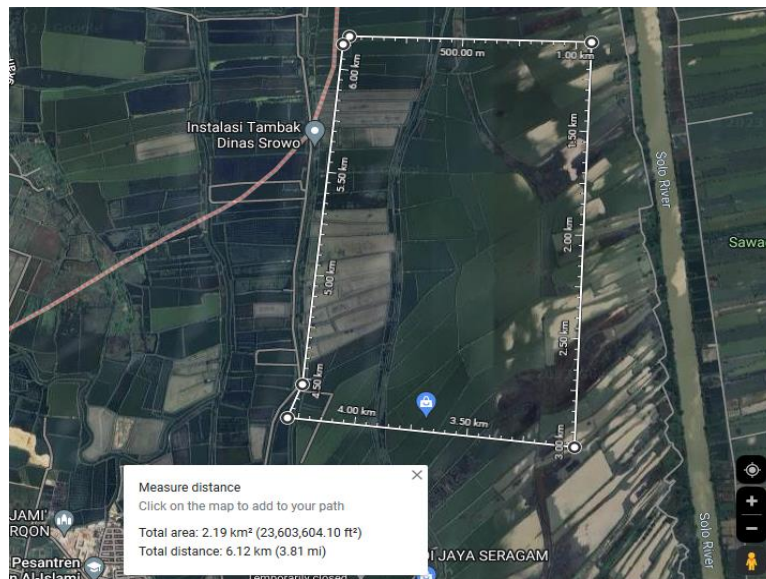 500.00 m
1.00 km
6.00 km
1.50 km
Instalasi Tambak
Dinas Srowo
5.50 km
Solo River
2.00 km
5.00 km
2.50 km
4.50 km
4.00 km
3.50 km
3.00 km
Measure distance
Click on the map to add to your path
Total area: 2.19 km² (23,603,604.10 ft²)
Total distance: 6.12 km (3.81 mi)
JAMI'
RQON
Pesantren
n Al-Islami
JAYA SERAGAM
Solo River
Temporarily closed